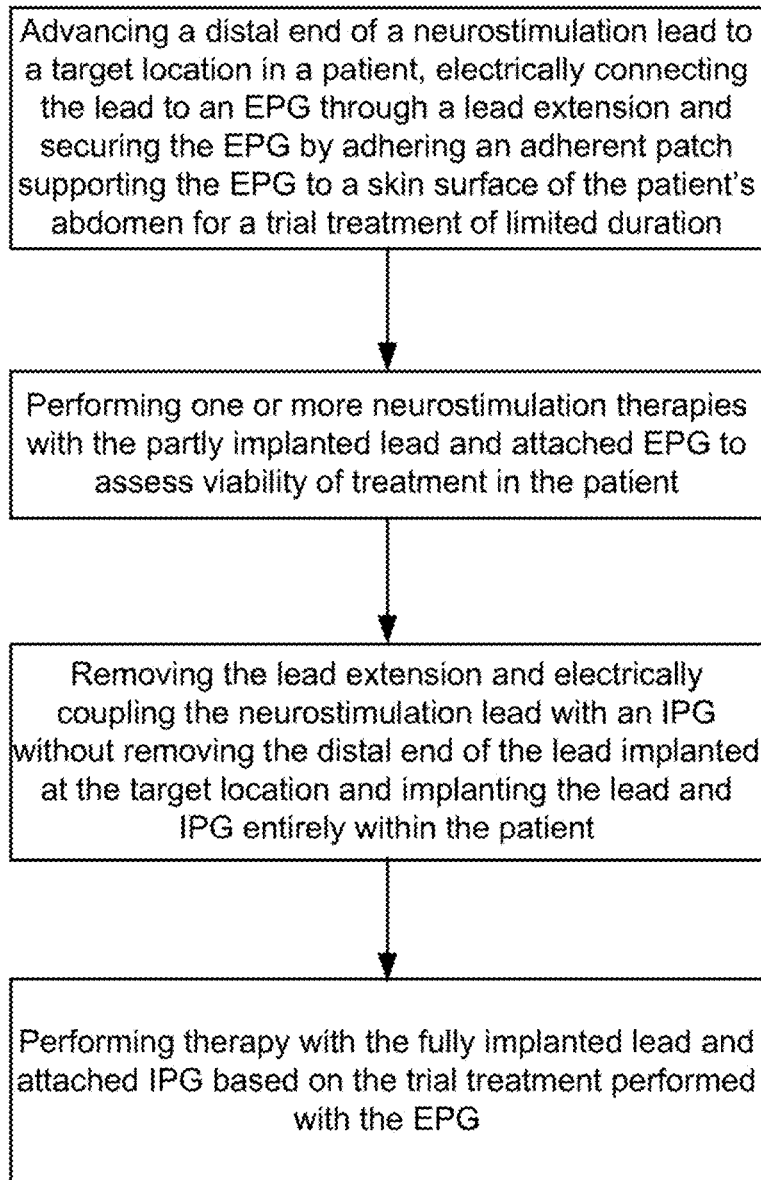 Advancing a distal end of a neurostimulation lead to
a target location in a patient, electrically connecting
the lead to an EPG through a lead extension and
securing the EPG by adhering an adherent patch
supporting the EPG to a skin surface of the patient's
abdomen for a trial treatment of limited duration
Performing one or more neurostimulation therapies
with the partly implanted lead and attached EPG to
assess viability of treatment in the patient
Removing the lead extension and electrically
coupling the neurostimulation lead with an IPG
without removing the distal end of the lead implanted
at the target location and implanting the lead and
IPG entirely within the patient
Performing therapy with the fully implanted lead and
attached IPG based on the trial treatment performed
with the EPG